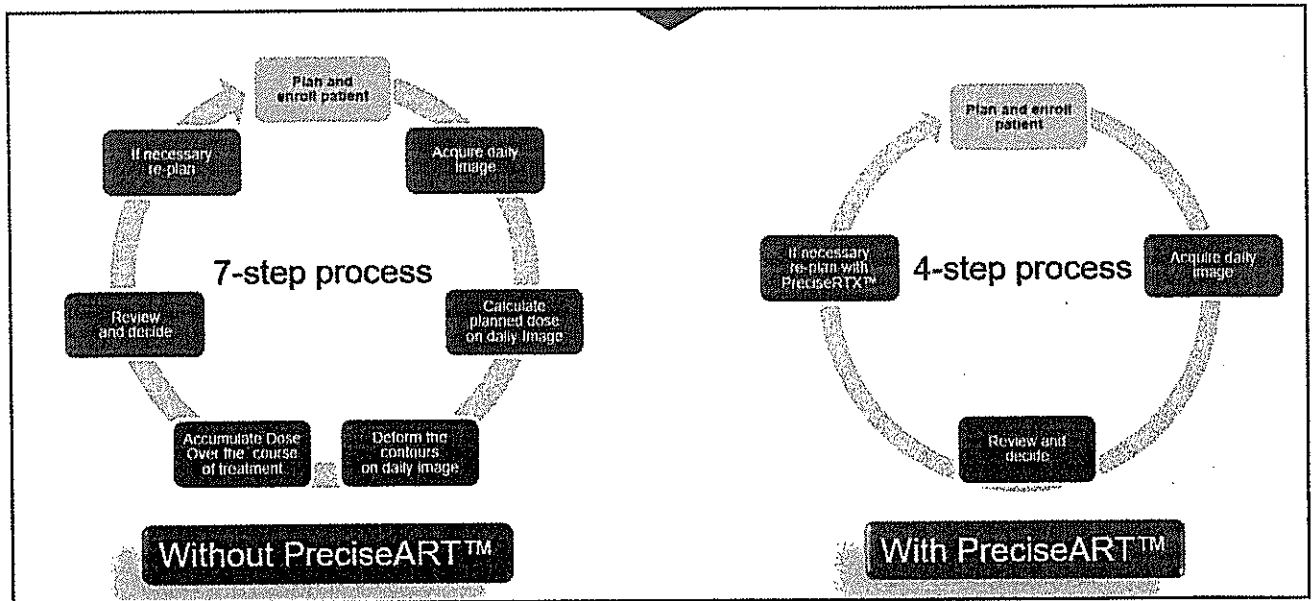 Plan and
enroll patient
Acquire daily
image
Calculate
planned dose
on daily image
Deform the
contours
on daily image
Accumulate Dose
Over the course
of treatment
Review
and decide
If necessary
re-plan
7-step process
Without PreciseART™
Plan and enroll
patient
Acquire daily
image
Review and
decide
If necessary
re-plan with
PreciseRTX™
4-step process
With PreciseART™